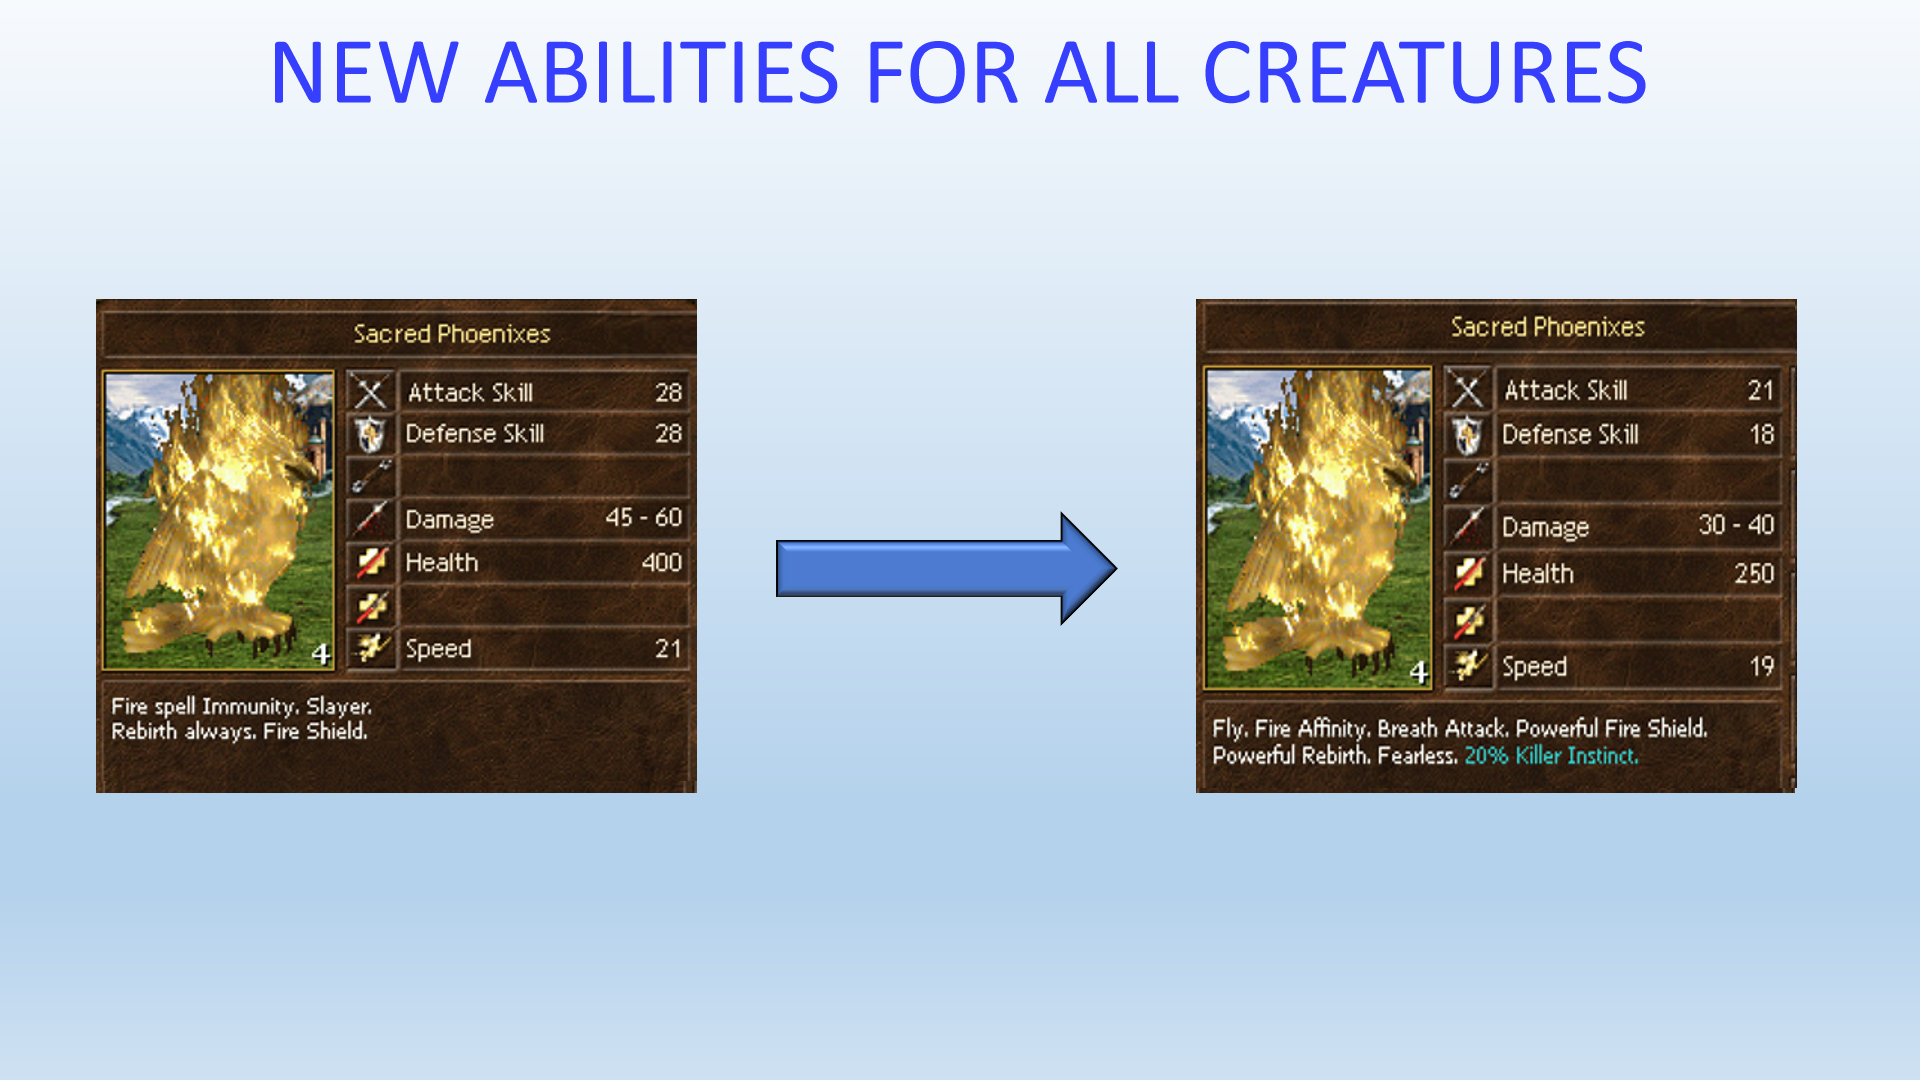 NEW ABILITIES FOR ALL CREATURES
Sacred Phoenixes
Attack Skill 28
Defense Skill 28
Damage 45 - 60
Health 400
Speed 21
4
Fire spell Immunity. Slayer.
Rebirth always. Fire Shield.
Sacred Phoenixes
Attack Skill 21
Defense Skill 18
Damage 30 - 40
Health 250
Speed 19
4
Fly. Fire Affinity. Breath Attack. Powerful Fire Shield.
Powerful Rebirth. Fearless. 20% Killer Instinct.